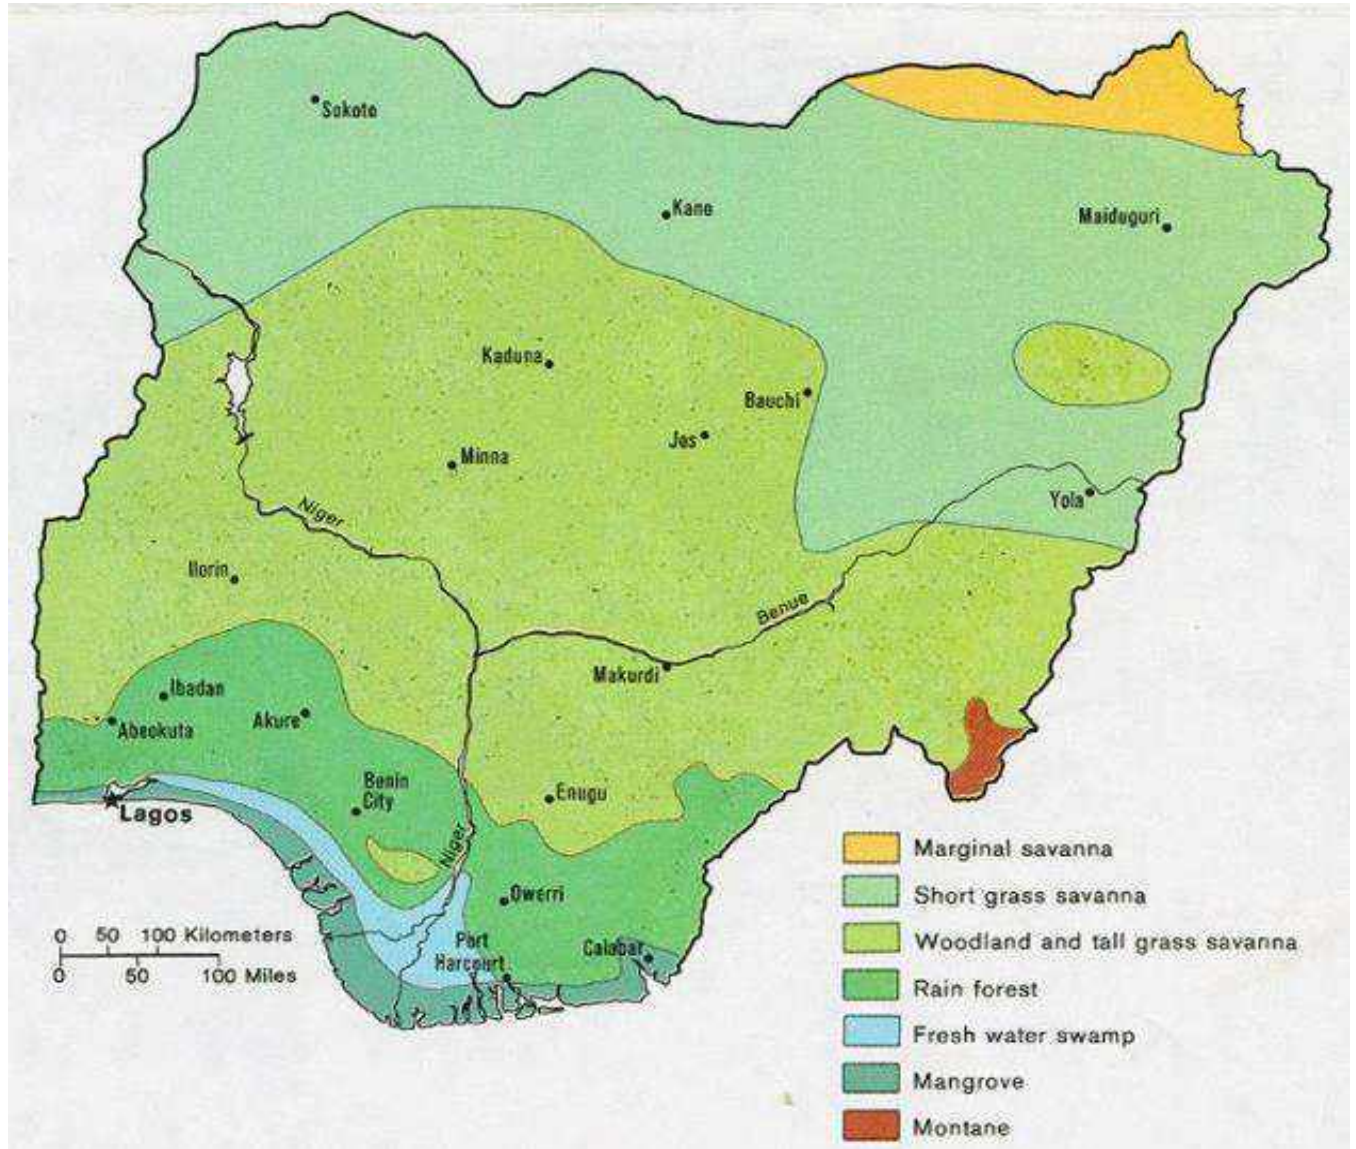 Sokoto
Kano
Maiduguri
Kaduna
Bauchi
Jos
Minna
Yola
Niger
Ilorin
Benue
Makurdi
Ibadan
Abeokuta
Akure
Benin
City
Enugu
Lagos
Niger
Owerri
Port
Harcourt
Calabar
0 50 100 Kilometers
0 50 100 Miles
Marginal savanna
Short grass savanna
Woodland and tall grass savanna
Rain forest
Fresh water swamp
Mangrove
Montane